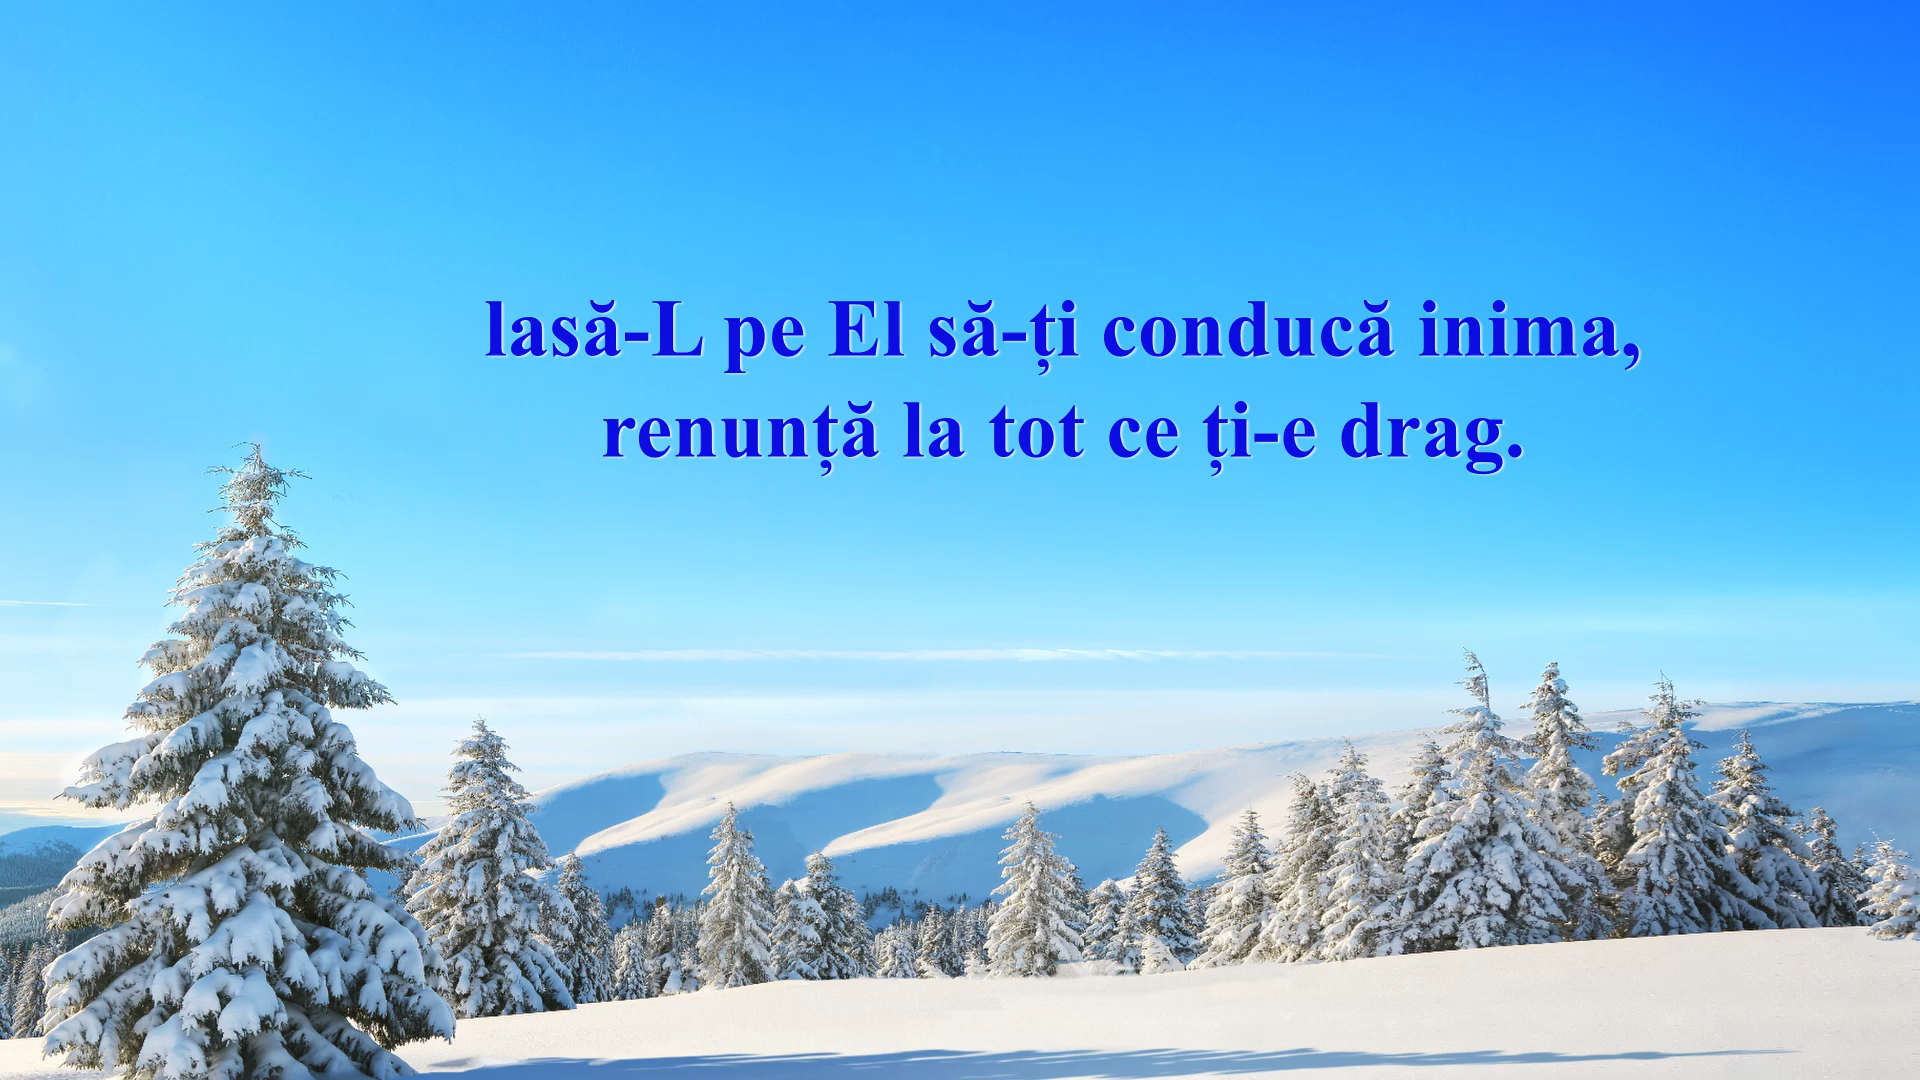 lasă-L pe El să-ți conducă inima,
renunță la tot ce ți-e drag.